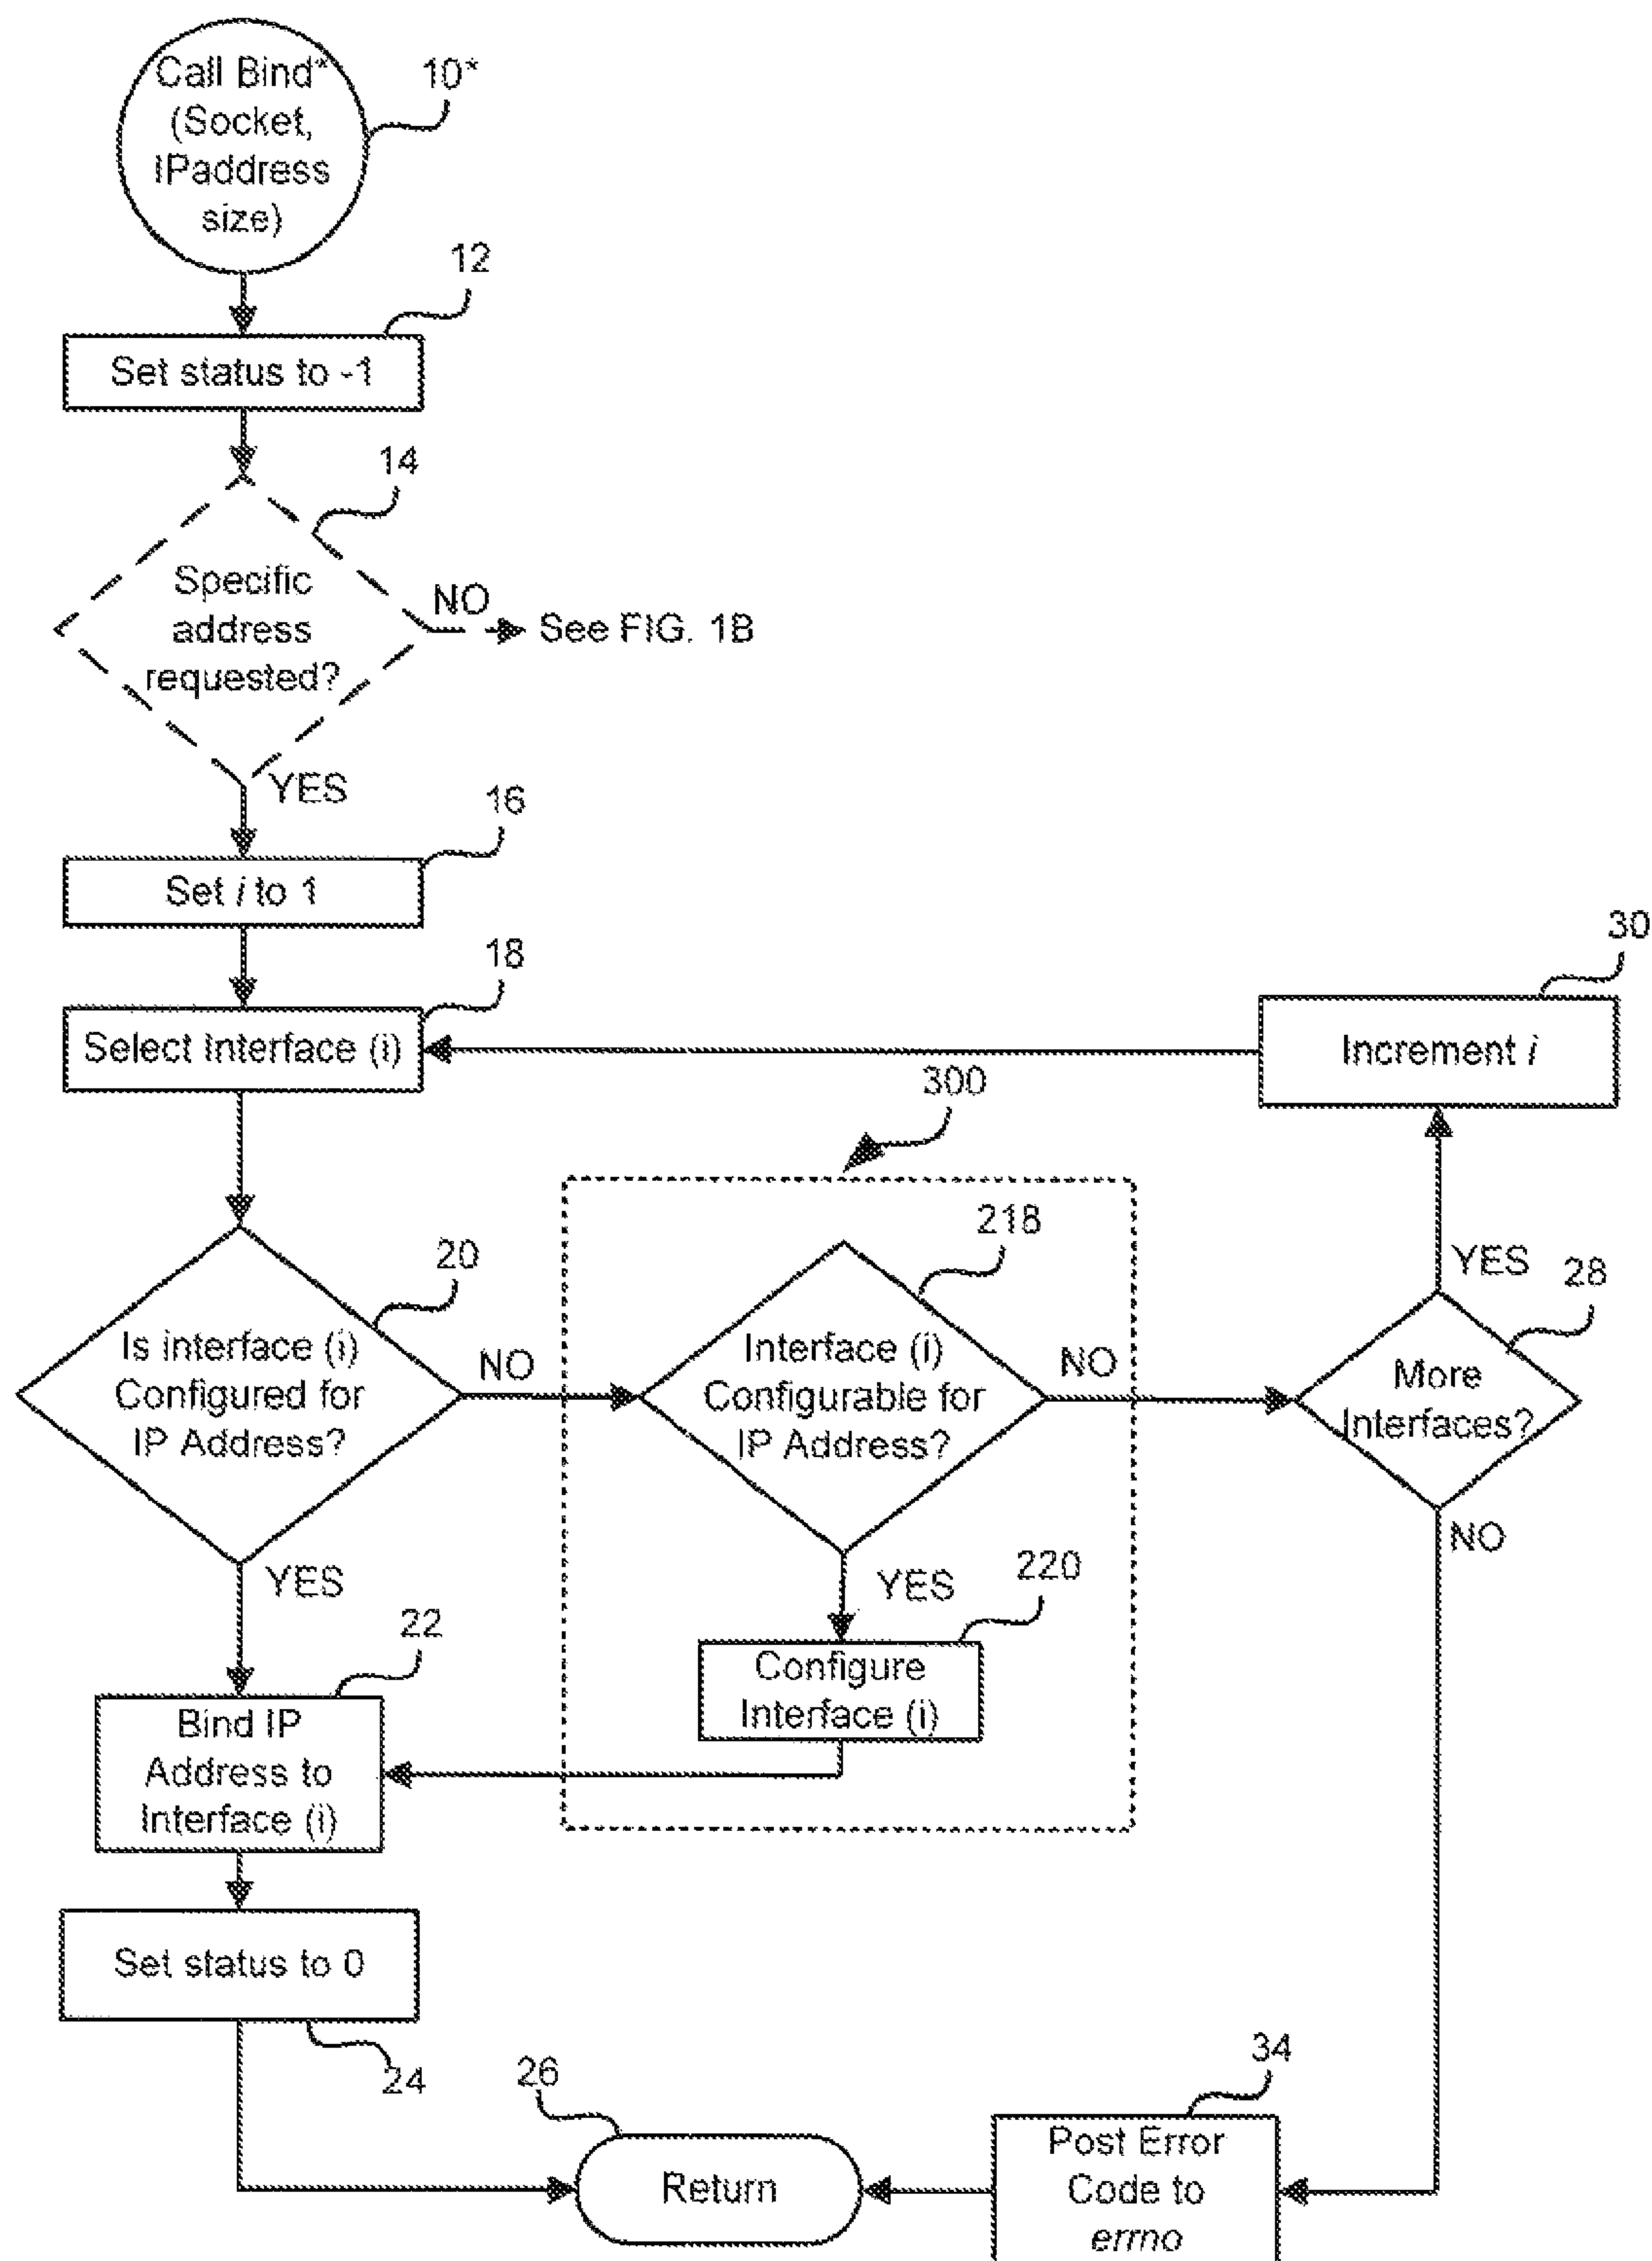 Call Bind*
(Socket,
IPaddress
size)
10*
12
Set status to -1
14
Specific
address
requested?
NO
See FIG. 1B
YES
16
Set i to 1
18
Select Interface (i)
30
Increment i
300
20
Is interface (i)
Configured for
IP Address?
NO
218
Interface (i)
Configurable for
IP Address?
NO
YES
28
More
Interfaces?
NO
YES
22
Bind IP
Address to
Interface (i)
YES
220
Configure
Interface (i)
Set status to 0
24
26
Return
34
Post Error
Code to
errno